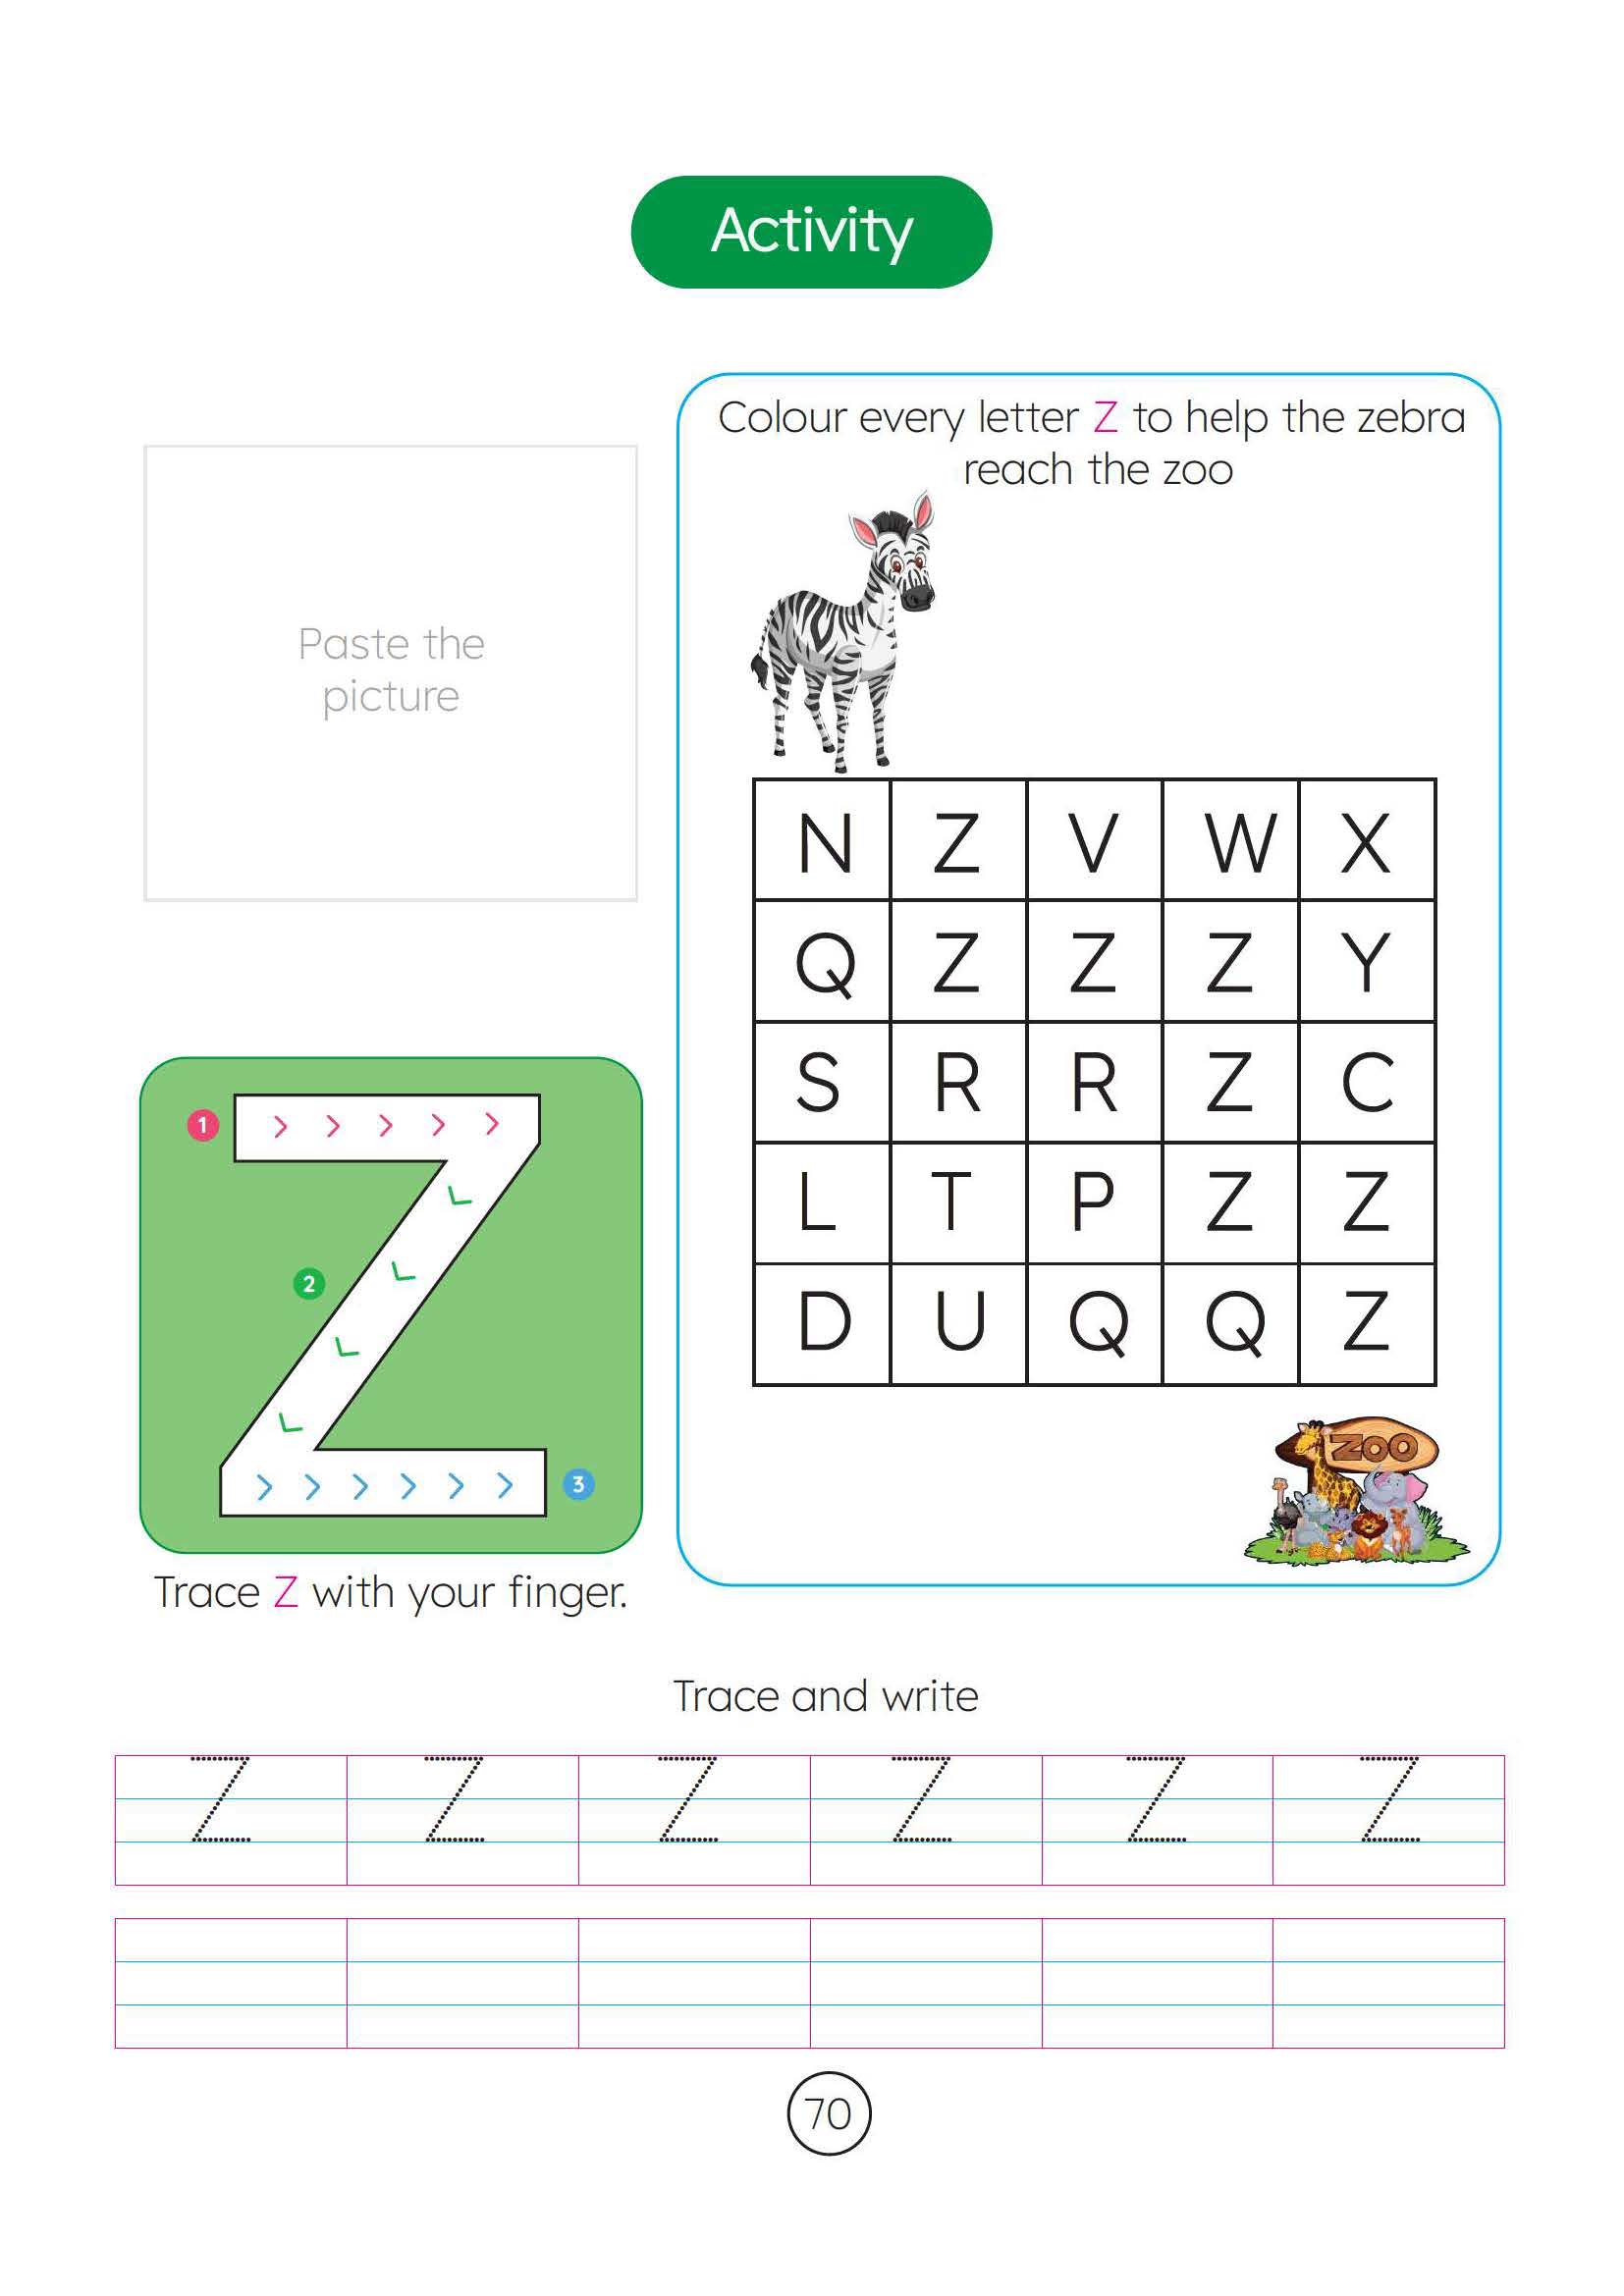 Activity
Colour every letter Z to help the zebra
reach the zoo
Paste the
picture
N Z V W X
Q Z Z Z Y
S R R Z C
L T P Z Z
D U Q Q Z
ZOO
Z
1
2
3
Trace Z with your finger.
Trace and write
Z Z Z Z Z Z
70